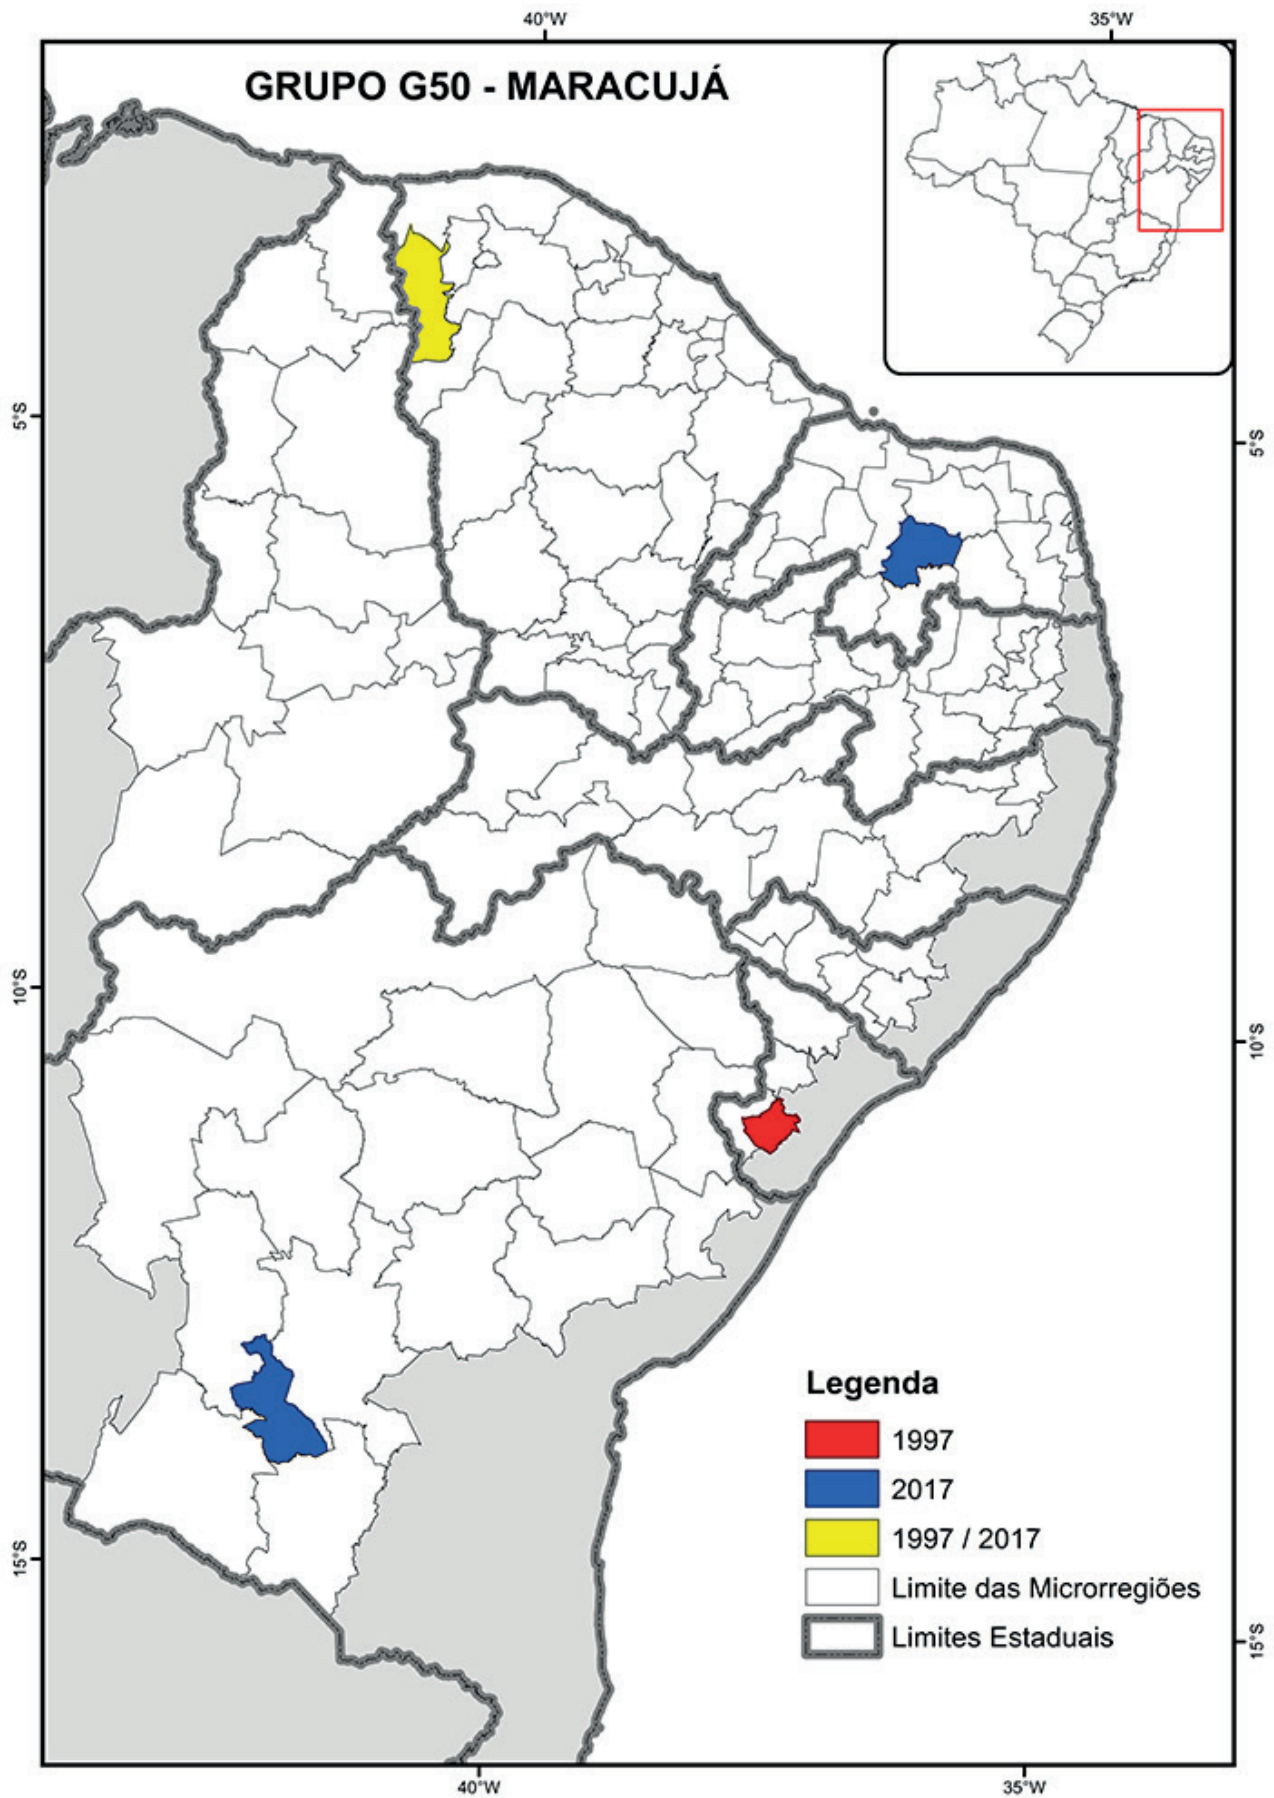 40°W
35°W
GRUPO G50 - MARACUJÁ
5°S
5°S
10°S
10°S
Legenda
1997
2017
1997 / 2017
Limite das Microrregiões
Limites Estaduais
15°S
15°S
40°W
35°W